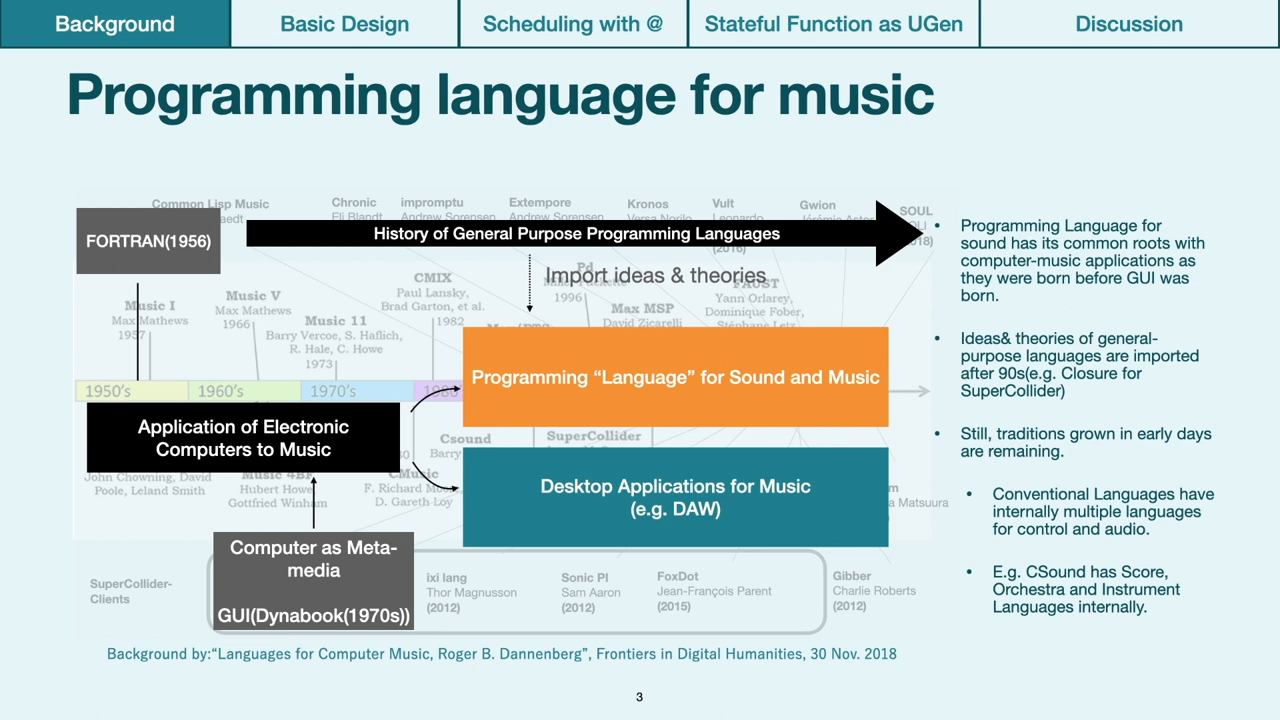 Background
Basic Design
Scheduling with @
Stateful Function as UGen
Discussion
Programming language for music
Common Lisp Music
Chronic
Eli Blandt
impromptu
Andrew Sorensen
Extempore
Andrew Sorensen
Kronos
Versa Norilo
Vult
Leonardo
(2016)
Gwion
Jérémie Astor
SOUL
FORTRAN(1956)
History of General Purpose Programming Languages
Import ideas & theories
Pd
1996
Music I
Max Mathews
1957
Music V
Max Mathews
1966
Music 11
Barry Vercoe, S. Haflich,
R. Hale, C. Howe
1973
CMIX
Paul Lansky,
Brad Garton, et al.
1982
Max MSP
David Zicarelli
FAUST
Yann Orlarey,
Dominique Fober,
Stéphane Letz
1950's
1960's
1970's
1980
Programming “Language” for Sound and Music
Application of Electronic
Computers to Music
Csound
Barry
SuperCollider
John Chowning, David
Poole, Leland Smith
Music 4BF
Hubert Howe
Gottfried Winham
CMusic
F. Richard Moore,
D. Gareth Loy
Desktop Applications for Music
(e.g. DAW)
a Matsuura
Computer as Meta-
media
GUI(Dynabook(1970s))
SuperCollider-
Clients
ixi lang
Thor Magnusson
(2012)
Sonic PI
Sam Aaron
(2012)
FoxDot
Jean-François Parent
(2015)
Gibber
Charlie Roberts
(2012)
Background by:“Languages for Computer Music, Roger B. Dannenberg”, Frontiers in Digital Humanities, 30 Nov. 2018
• Programming Language for
sound has its common roots with
computer-music applications as
they were born before GUI was
born.
• Ideas& theories of general-
purpose languages are imported
after 90s(e.g. Closure for
SuperCollider)
• Still, traditions grown in early days
are remaining.
• Conventional Languages have
internally multiple languages
for control and audio.
• E.g. CSound has Score,
Orchestra and Instrument
Languages internally.
3